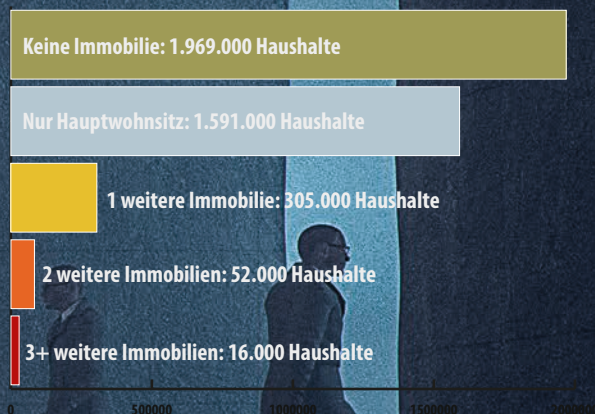 Keine Immobilie: 1.969.000 Haushalte
Nur Hauptwohnsitz: 1.591.000 Haushalte
1 weitere Immobilie: 305.000 Haushalte
2 weitere Immobilien: 52.000 Haushalte
3+ weitere Immobilien: 16.000 Haushalte
0 500000 1000000 1500000 2000000